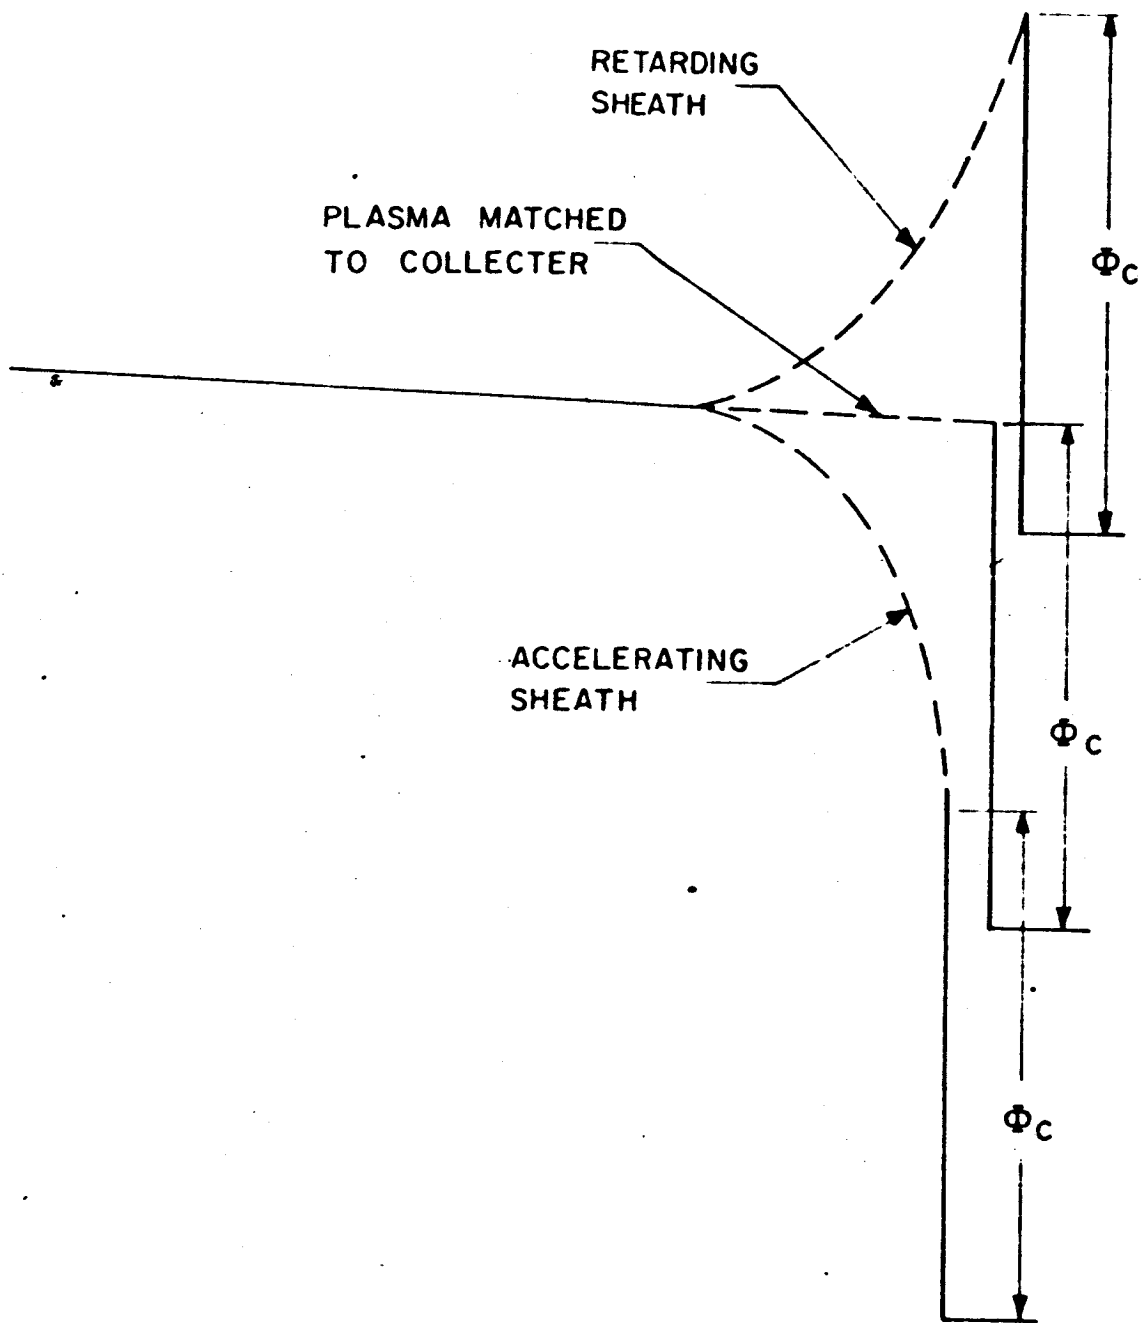 RETARDING
SHEATH
PLASMA MATCHED
TO COLLECTER
Φc
ACCELERATING
SHEATH
Φc
Φc